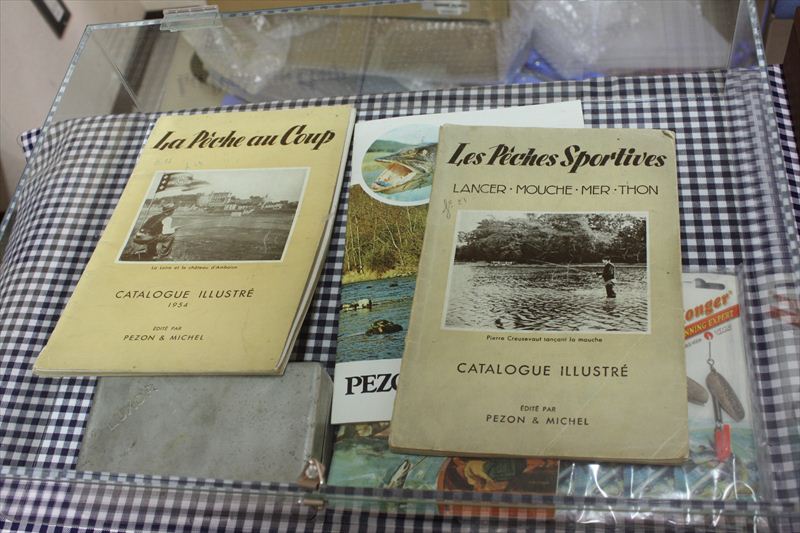 La Pêche au Coup
La Loire et le château d'Amboise
CATALOGUE ILLUSTRÉ
1954
ÉDITÉ PAR
PEZON & MICHEL
Les Pêches Sportives
LANCER · MOUCHE · MER · THON
Pierre Creusevaut lançant la mouche
CATALOGUE ILLUSTRÉ
ÉDITÉ PAR
PEZON & MICHEL
PEZO
onger
NING EXPERT
LUXOR